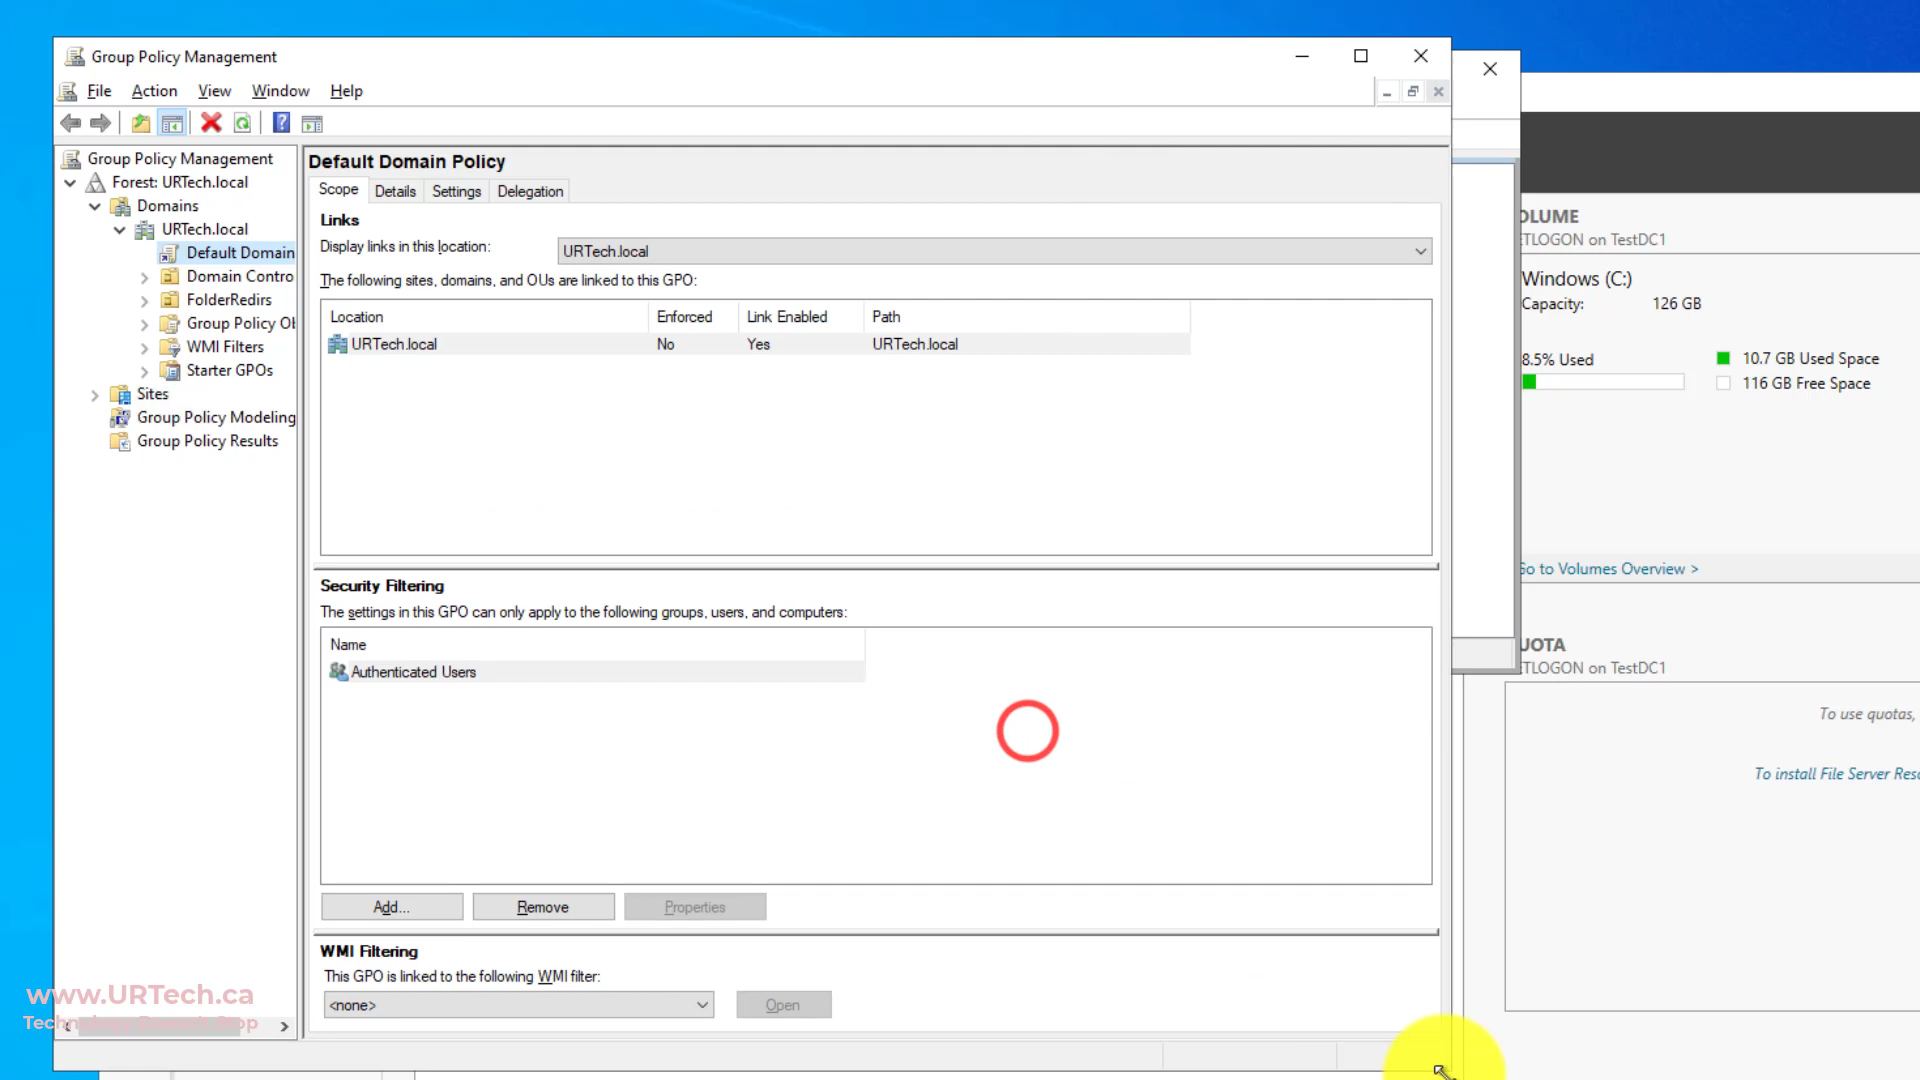 Group Policy Management
File Action View Window Help
Group Policy Management
Forest: URTech.local
Domains
URTech.local
Default Domain
Domain Contro
FolderRedirs
Group Policy Ob
WMI Filters
Starter GPOs
Sites
Group Policy Modeling
Group Policy Results
Default Domain Policy
Scope Details Settings Delegation
Links
Display links in this location: URTech.local
The following sites, domains, and OUs are linked to this GPO:
Location Enforced Link Enabled Path
URTech.local No Yes URTech.local
Security Filtering
The settings in this GPO can only apply to the following groups, users, and computers:
Name
Authenticated Users
Add... Remove Properties
WMI Filtering
This GPO is linked to the following WMI filter:
<none> Open
OLUME
ETLOGON on TestDC1
Windows (C:)
Capacity: 126 GB
8.5% Used
10.7 GB Used Space
116 GB Free Space
Go to Volumes Overview >
UOTA
ETLOGON on TestDC1
To use quotas,
To install File Server Reso
www.URTech.ca
Technology Doesn't Stop